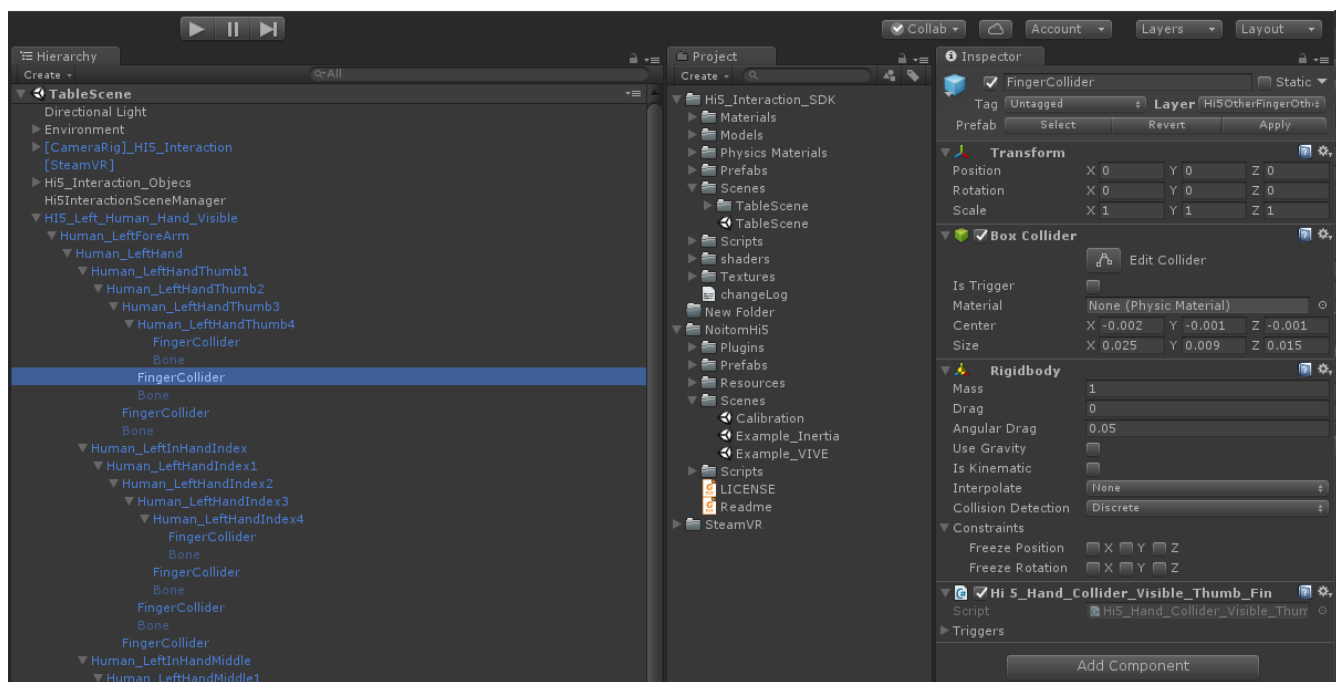 Collab Account Layers Layout
Hierarchy
Create All
TableScene
Directional Light
Environment
[CameraRig]_HI5_Interaction
[SteamVR]
Hi5_Interaction_Objecs
Hi5InteractionSceneManager
HI5_Left_Human_Hand_Visible
Human_LeftForeArm
Human_LeftHand
Human_LeftHandThumb1
Human_LeftHandThumb2
Human_LeftHandThumb3
Human_LeftHandThumb4
FingerCollider
Bone
FingerCollider
Bone
FingerCollider
Bone
Human_LeftInHandIndex
Human_LeftHandIndex1
Human_LeftHandIndex2
Human_LeftHandIndex3
Human_LeftHandIndex4
FingerCollider
Bone
FingerCollider
Bone
FingerCollider
Bone
FingerCollider
Human_LeftInHandMiddle
Human_LeftHandMiddle1
Project
Create
Hi5_Interaction_SDK
Materials
Models
Physics Materials
Prefabs
Scenes
TableScene
TableScene
Scripts
shaders
Textures
changeLog
New Folder
NoitomHi5
Plugins
Prefabs
Resources
Scenes
Calibration
Example_Inertia
Example_VIVE
Scripts
LICENSE
Readme
SteamVR
Inspector
FingerCollider Static
Tag Untagged Layer Hi5OtherFingerOth
Prefab Select Revert Apply
Transform
Position X 0 Y 0 Z 0
Rotation X 0 Y 0 Z 0
Scale X 1 Y 1 Z 1
Box Collider
Edit Collider
Is Trigger
Material None (Physic Material)
Center X -0.002 Y -0.001 Z -0.001
Size X 0.025 Y 0.009 Z 0.015
Rigidbody
Mass 1
Drag 0
Angular Drag 0.05
Use Gravity
Is Kinematic
Interpolate None
Collision Detection Discrete
Constraints
Freeze Position X Y Z
Freeze Rotation X Y Z
Hi 5_Hand_Collider_Visible_Thumb_Fin
Script Hi5_Hand_Collider_Visible_Thum
Triggers
Add Component